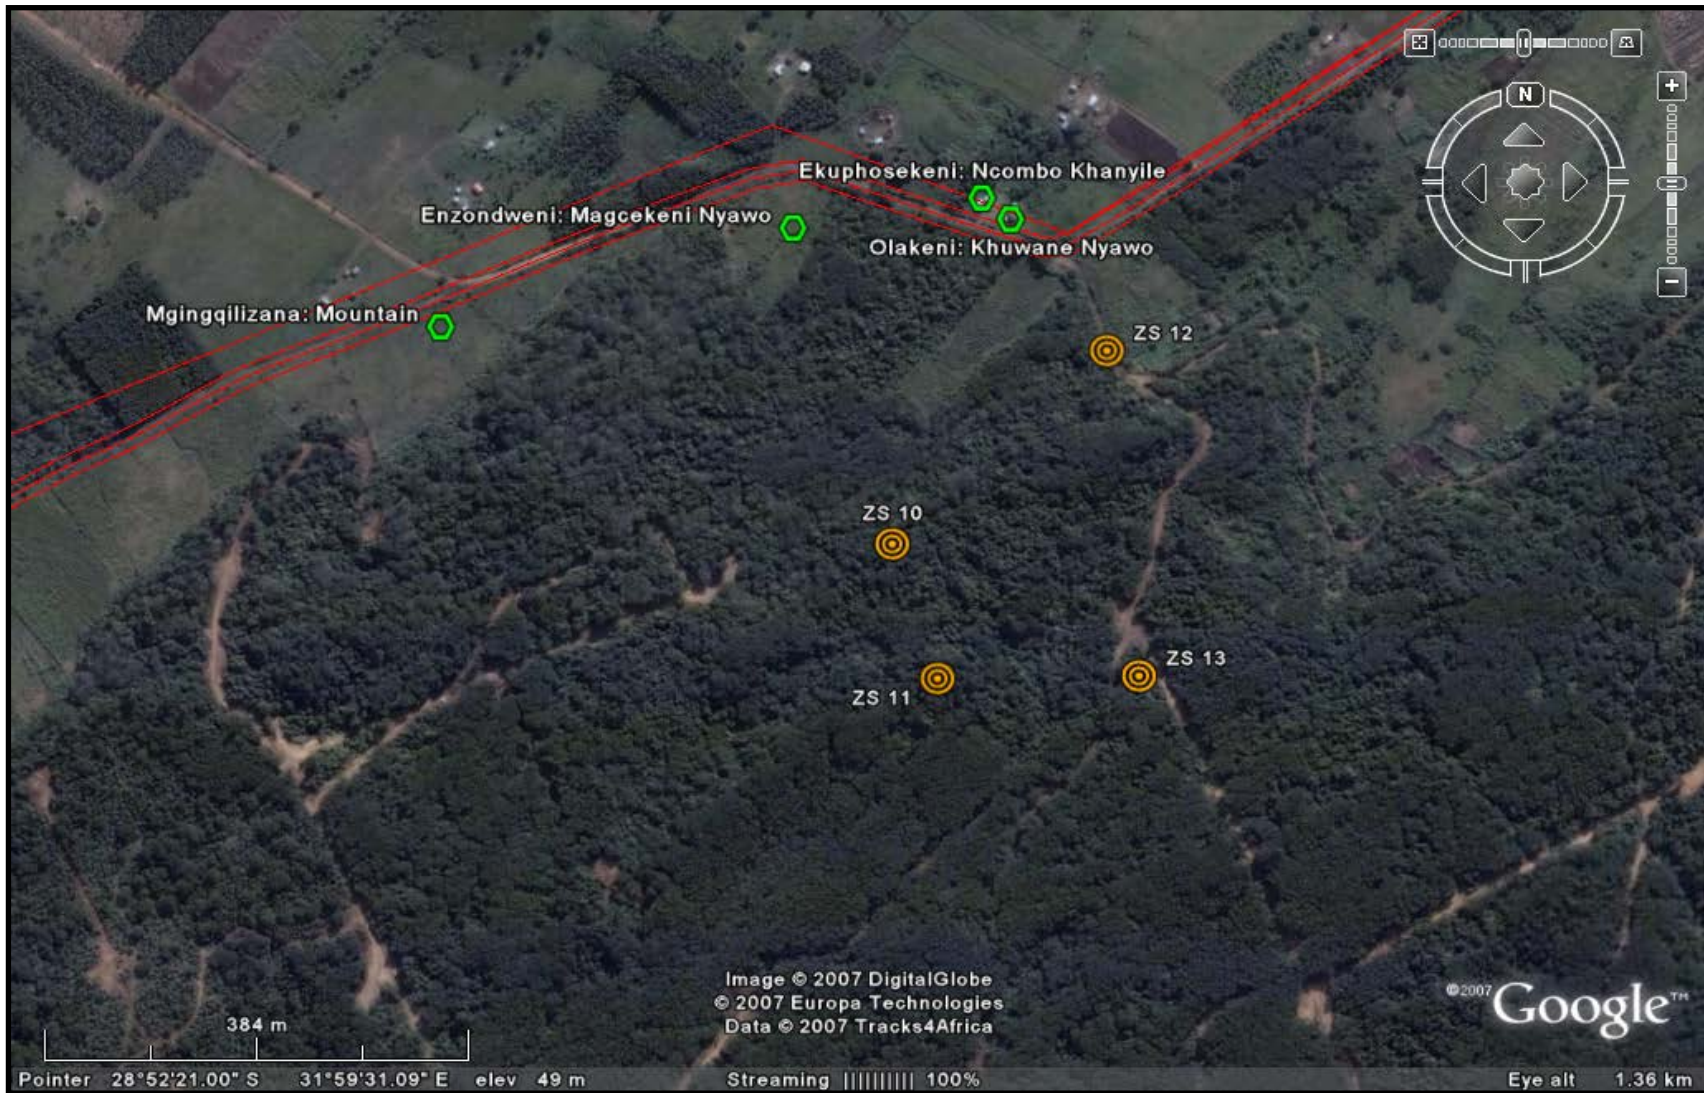 N
Ekuphosekeni: Ncombo Khanyile
Enzondweni: Magcekeni Nyawo
Olakeni: Khuwane Nyawo
Mgingqilizana: Mountain
ZS 12
ZS 10
ZS 13
ZS 11
Image © 2007 DigitalGlobe
© 2007 Europa Technologies
Data © 2007 Tracks4Africa
©2007 Google™
384 m
Pointer 28°52'21.00" S 31°59'31.09" E elev 49 m Streaming |||||||||| 100% Eye alt 1.36 km